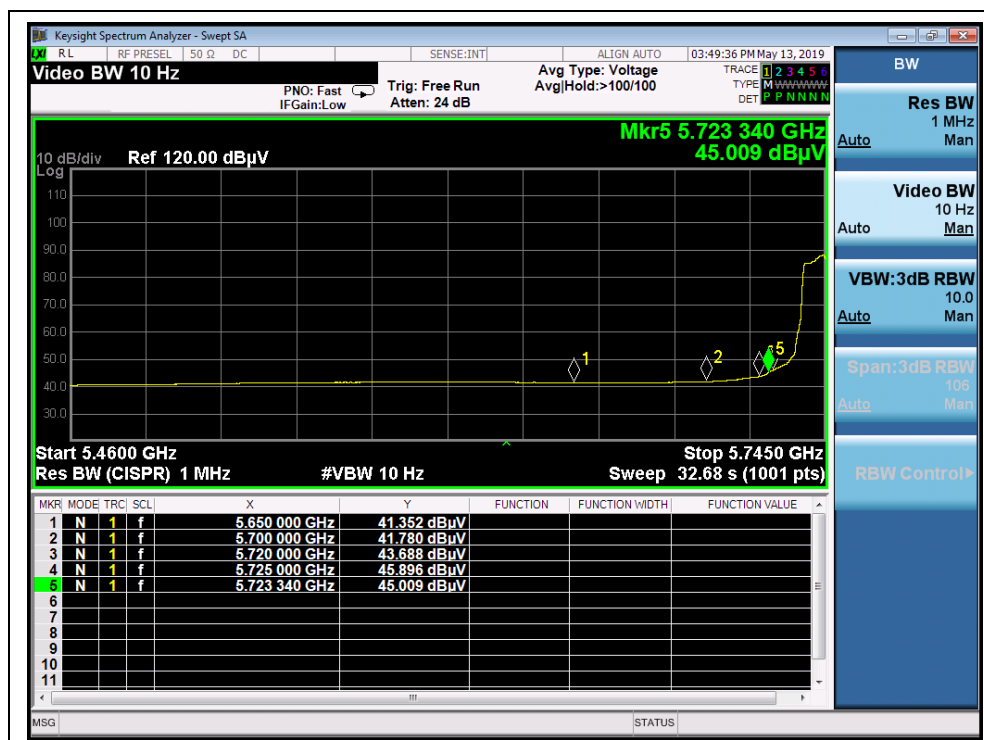 Keysight Spectrum Analyzer - Swept SA
LXI RL RF PRESEL 50 Ω DC SENSE:INT ALIGN AUTO 03:49:36 PM May 13, 2019
Video BW 10 Hz
PNO: Fast
IFGain:Low
Trig: Free Run
Atten: 24 dB
Avg Type: Voltage
Avg|Hold:>100/100
TRACE 1 2 3 4 5 6
TYPE M W W W W W
DET P P N N N N
Mkr5 5.723 340 GHz
45.009 dBµV
10 dB/div Ref 120.00 dBµV
Log
110
100
90.0
80.0
70.0
60.0
50.0
40.0
30.0
1
2
5
Start 5.4600 GHz Stop 5.7450 GHz
Res BW (CISPR) 1 MHz #VBW 10 Hz Sweep 32.68 s (1001 pts)
MKR MODE TRC SCL X Y FUNCTION FUNCTION WIDTH FUNCTION VALUE
1 N 1 f 5.650 000 GHz 41.352 dBµV
2 N 1 f 5.700 000 GHz 41.780 dBµV
3 N 1 f 5.720 000 GHz 43.688 dBµV
4 N 1 f 5.725 000 GHz 45.896 dBµV
5 N 1 f 5.723 340 GHz 45.009 dBµV
6
7
8
9
10
11
MSG STATUS
BW
Res BW
1 MHz
Auto Man
Video BW
10 Hz
Auto Man
VBW:3dB RBW
10.0
Auto Man
Span:3dB RBW
106
Auto Man
RBW Control